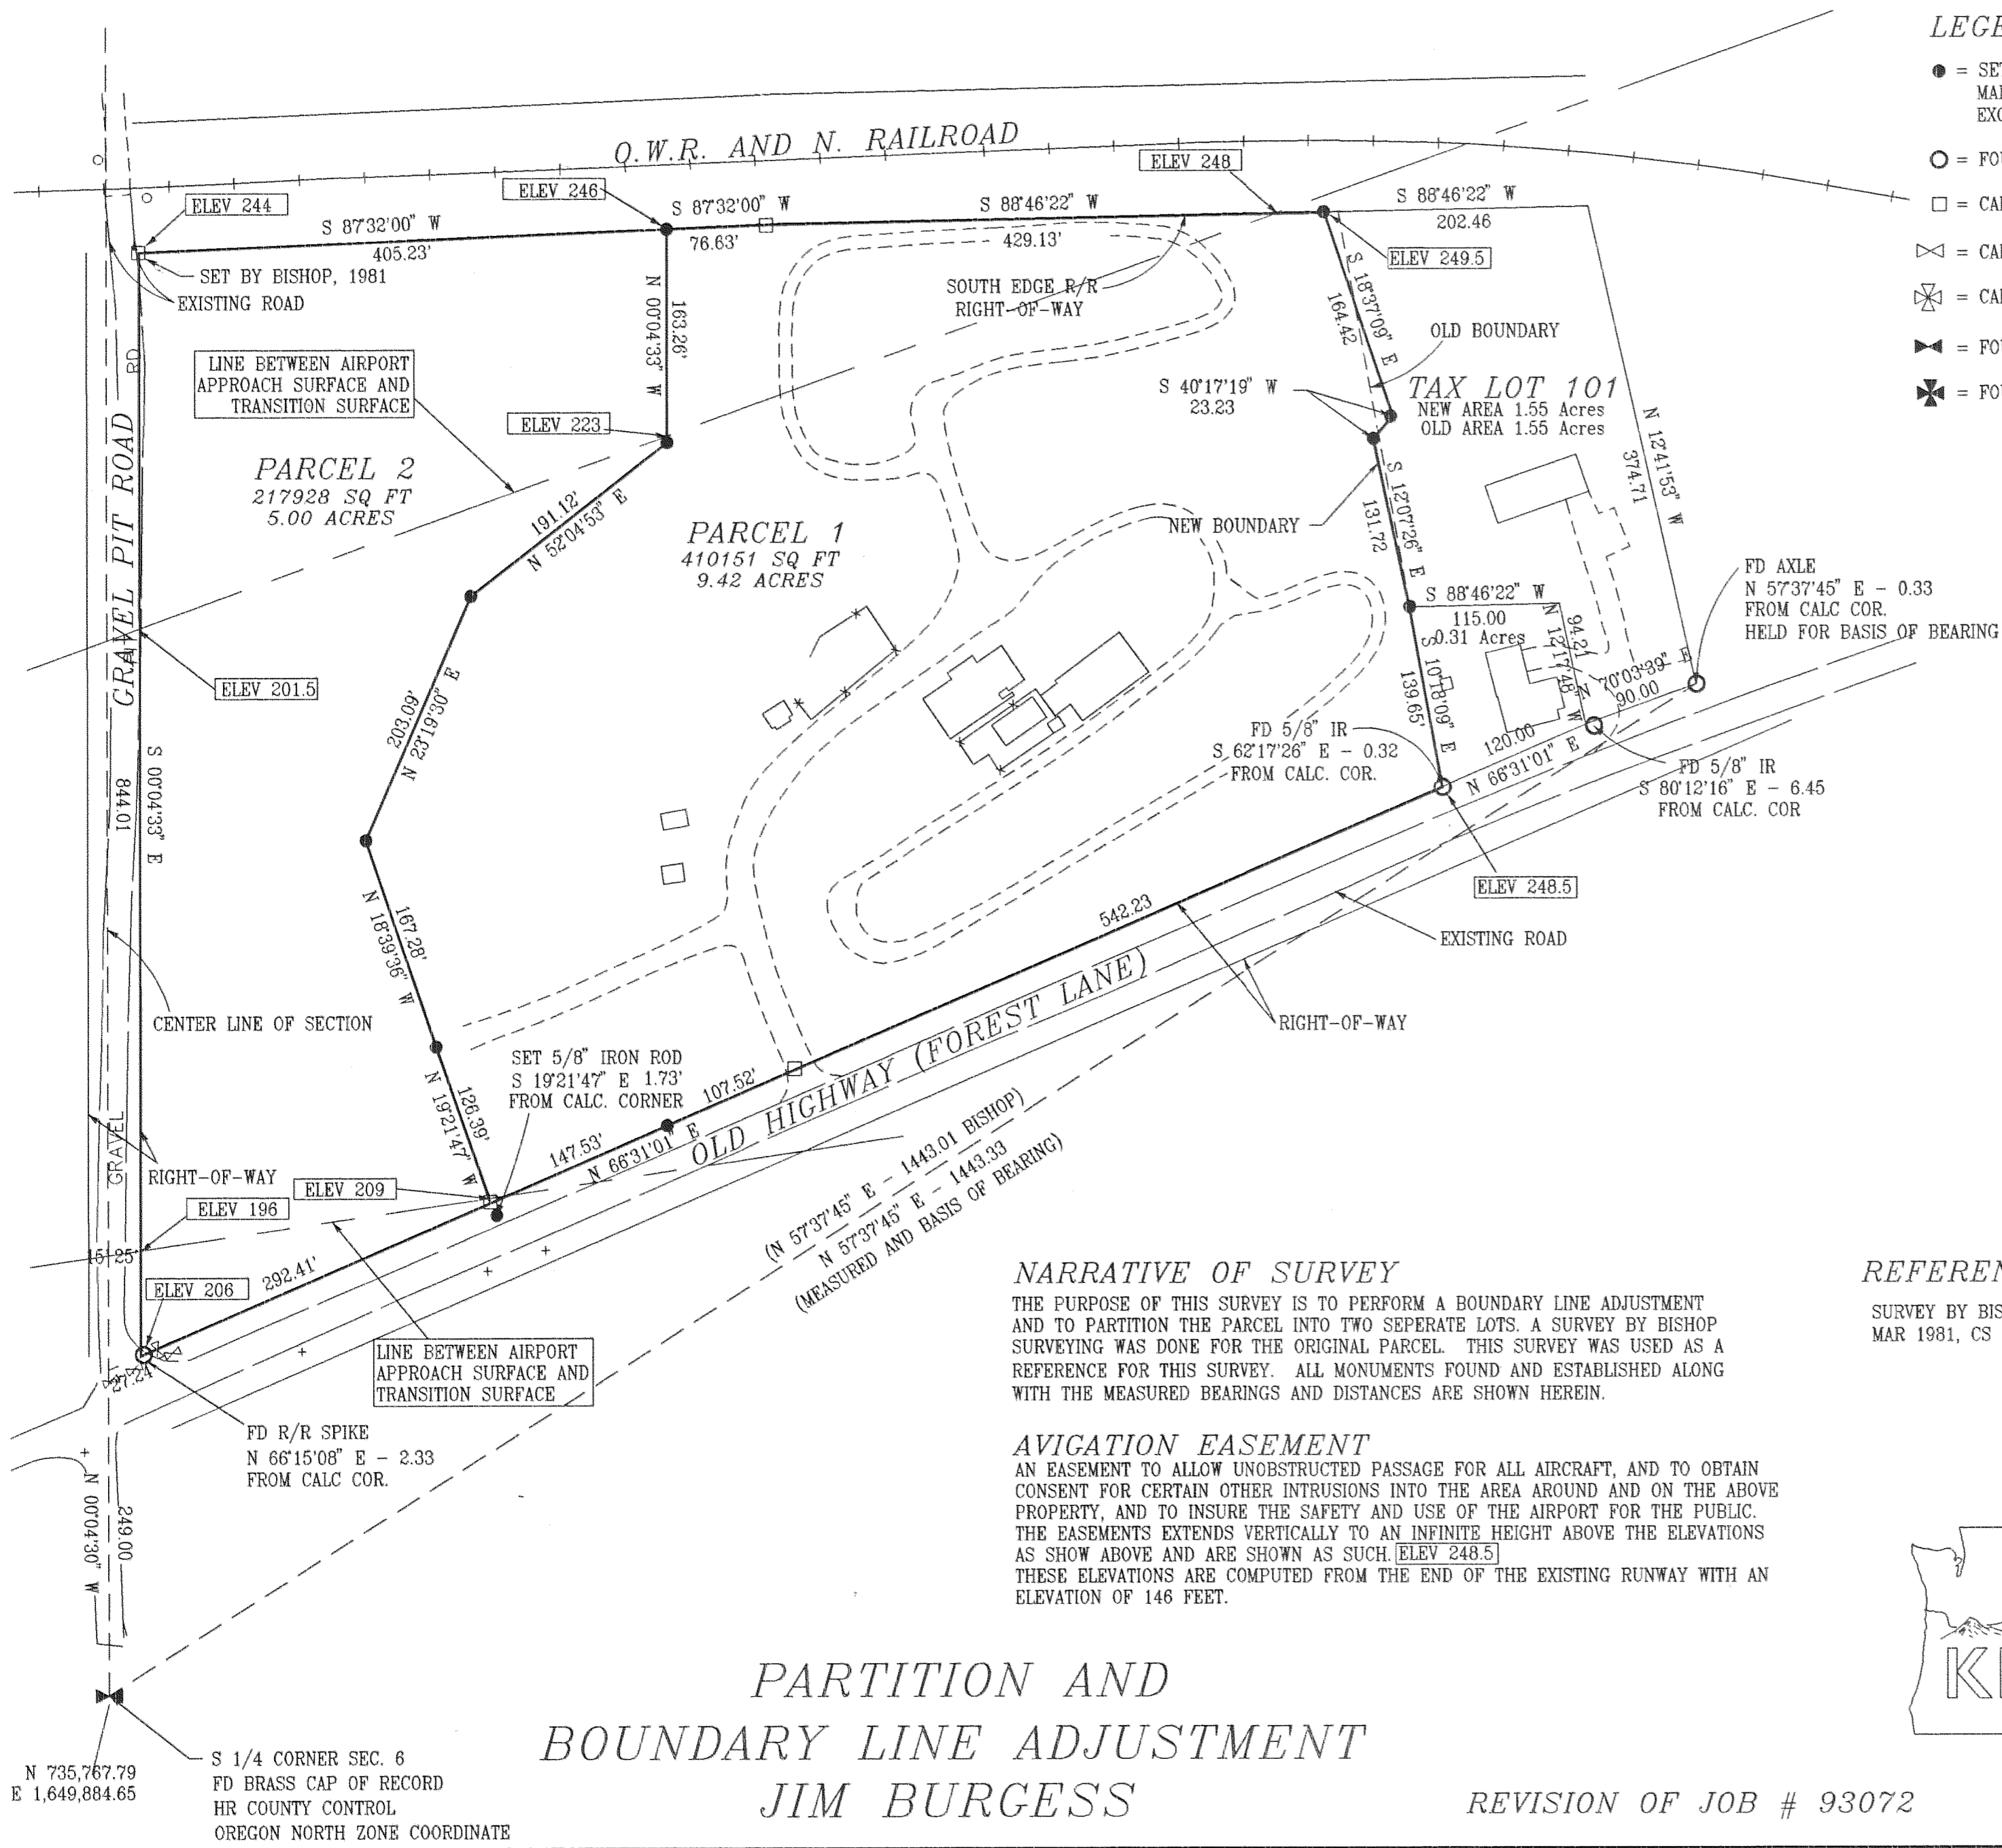 LEGE
● = SE
MA
EXC
○ = FO
□ = CA
= CA
= CA
= FO
= FO
O.W.R. AND N. RAILROAD
ELEV 248
ELEV 246
ELEV 244
S 87°32'00" W
405.23'
S 87°32'00" W
76.63'
S 88°46'22" W
429.13'
S 88°46'22" W
202.46
ELEV 249.5
SET BY BISHOP, 1981
EXISTING ROAD
SOUTH EDGE R/R
RIGHT-OF-WAY
N 00°04'33" W
163.26'
S 18°37'09" E
164.42
OLD BOUNDARY
LINE BETWEEN AIRPORT
APPROACH SURFACE AND
TRANSITION SURFACE
RD
S 40°17'19" W
23.23
TAX LOT 101
NEW AREA 1.55 Acres
OLD AREA 1.55 Acres
N 12°41'53" W
374.71
ELEV 223
PARCEL 2
217928 SQ FT
5.00 ACRES
191.12'
N 52°04'53" E
PARCEL 1
410151 SQ FT
9.42 ACRES
NEW BOUNDARY
S 12°07'26" E
131.72
GRAVEL PIT ROAD
FD AXLE
N 57°37'45" E - 0.33
FROM CALC COR.
HELD FOR BASIS OF BEARING
S 88°46'22" W
115.00
0.31 Acres
94.21
N 12°17'48" W
N 70°03'39" E
90.00
ELEV 201.5
203.09'
N 23°19'30" E
S 10°18'09" E
139.65'
FD 5/8" IR
S 62°17'26" E - 0.32
FROM CALC. COR.
120.00
N 66°31'01" E
FD 5/8" IR
S 80°12'16" E - 6.45
FROM CALC. COR
S 00°04'33" E
844.01
ELEV 248.5
167.28'
N 18°39'36" W
542.23
EXISTING ROAD
CENTER LINE OF SECTION
RIGHT-OF-WAY
SET 5/8" IRON ROD
S 19°21'47" E 1.73'
FROM CALC. CORNER
126.39'
N 19°21'47" W
107.52'
147.53'
N 66°31'01" E
OLD HIGHWAY (FOREST LANE)
GRAVEL
RIGHT-OF-WAY
ELEV 209
ELEV 196
292.41'
ELEV 206
27.24
(N 57°37'45" E - 1443.01 BISHOP)
N 57°37'45" E - 1443.33
(MEASURED AND BASIS OF BEARING)
LINE BETWEEN AIRPORT
APPROACH SURFACE AND
TRANSITION SURFACE
FD R/R SPIKE
N 66°15'08" E - 2.33
FROM CALC COR.
N 00°04'30" W
249.00
NARRATIVE OF SURVEY
THE PURPOSE OF THIS SURVEY IS TO PERFORM A BOUNDARY LINE ADJUSTMENT
AND TO PARTITION THE PARCEL INTO TWO SEPERATE LOTS. A SURVEY BY BISHOP
SURVEYING WAS DONE FOR THE ORIGINAL PARCEL. THIS SURVEY WAS USED AS A
REFERENCE FOR THIS SURVEY. ALL MONUMENTS FOUND AND ESTABLISHED ALONG
WITH THE MEASURED BEARINGS AND DISTANCES ARE SHOWN HEREIN.
REFEREN
SURVEY BY BIS
MAR 1981, CS
AVIGATION EASEMENT
AN EASEMENT TO ALLOW UNOBSTRUCTED PASSAGE FOR ALL AIRCRAFT, AND TO OBTAIN
CONSENT FOR CERTAIN OTHER INTRUSIONS INTO THE AREA AROUND AND ON THE ABOVE
PROPERTY, AND TO INSURE THE SAFETY AND USE OF THE AIRPORT FOR THE PUBLIC.
THE EASEMENTS EXTENDS VERTICALLY TO AN INFINITE HEIGHT ABOVE THE ELEVATIONS
AS SHOW ABOVE AND ARE SHOWN AS SUCH. ELEV 248.5
THESE ELEVATIONS ARE COMPUTED FROM THE END OF THE EXISTING RUNWAY WITH AN
ELEVATION OF 146 FEET.
N 735,767.79
E 1,649,884.65
S 1/4 CORNER SEC. 6
FD BRASS CAP OF RECORD
HR COUNTY CONTROL
OREGON NORTH ZONE COORDINATE
PARTITION AND
BOUNDARY LINE ADJUSTMENT
JIM BURGESS
REVISION OF JOB # 93072